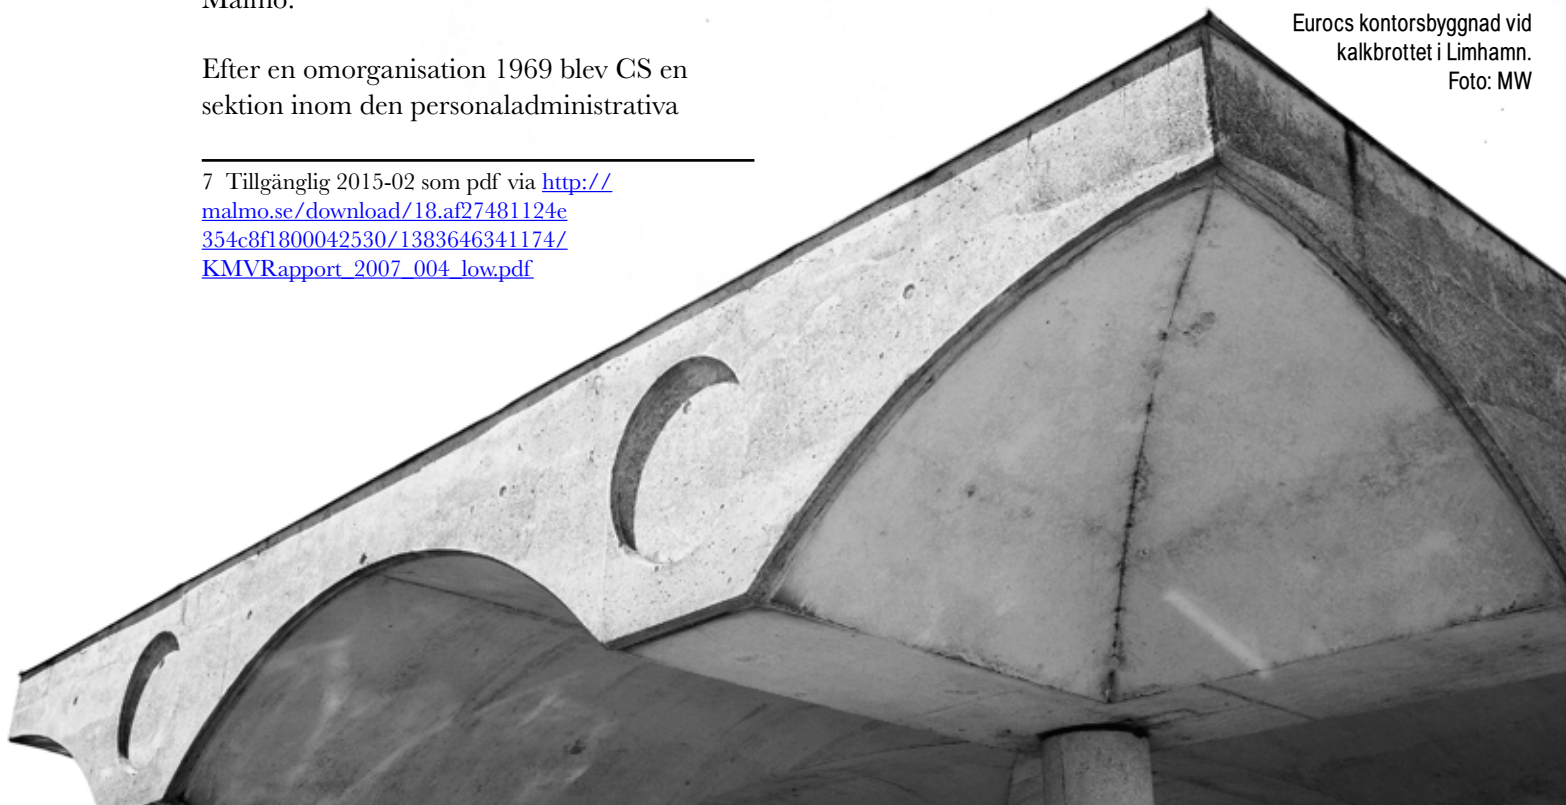 Malmö.
Efter en omorganisation 1969 blev CS en
sektion inom den personaladministrativa
7 Tillgänglig 2015-02 som pdf via http://
malmo.se/download/18.af27481124e
354c8f1800042530/1383646341174/
KMVRapport_2007_004_low.pdf
Eurocs kontorsbyggnad vid
kalkbrottet i Limhamn.
Foto: MW